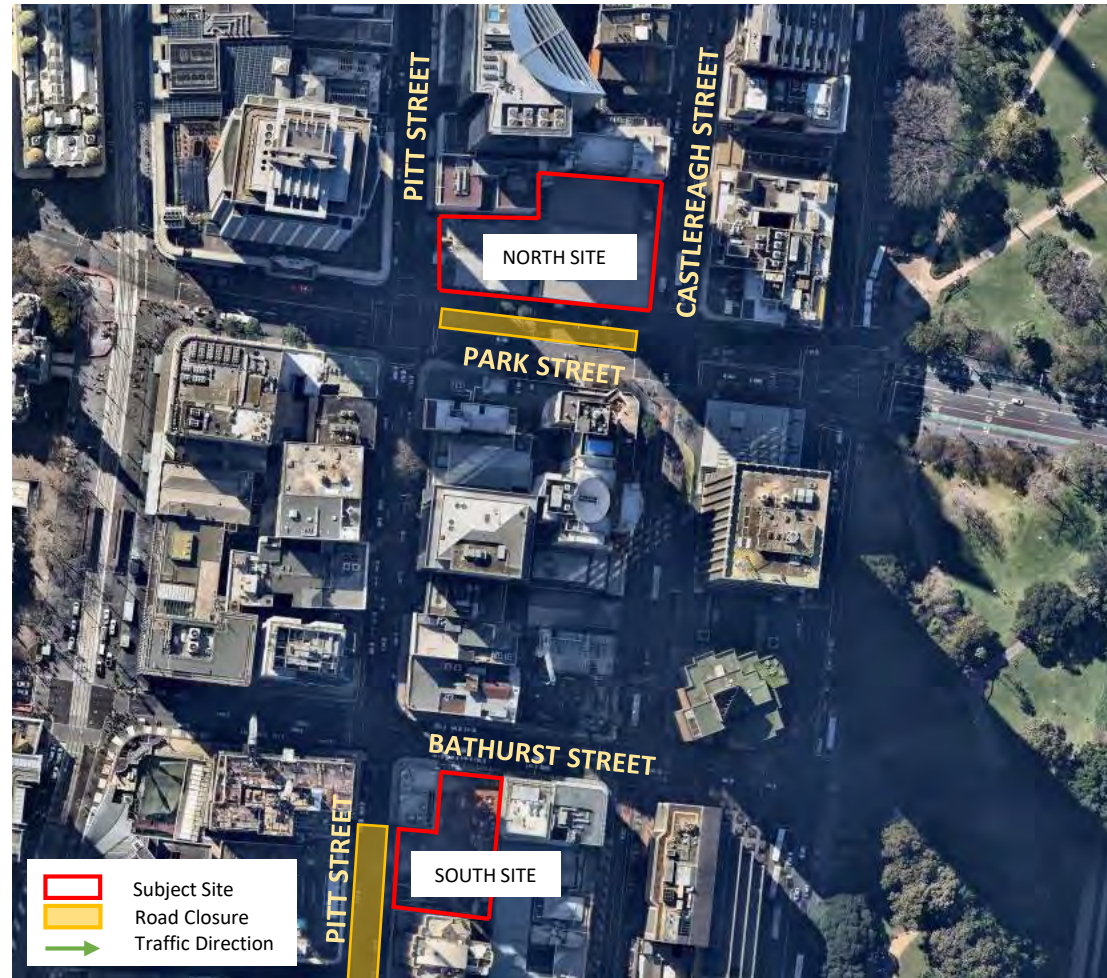 PITT STREET
CASTLEREAGH STREET
NORTH SITE
PARK STREET
BATHURST STREET
PITT STREET
SOUTH SITE
Subject Site
Road Closure
Traffic Direction